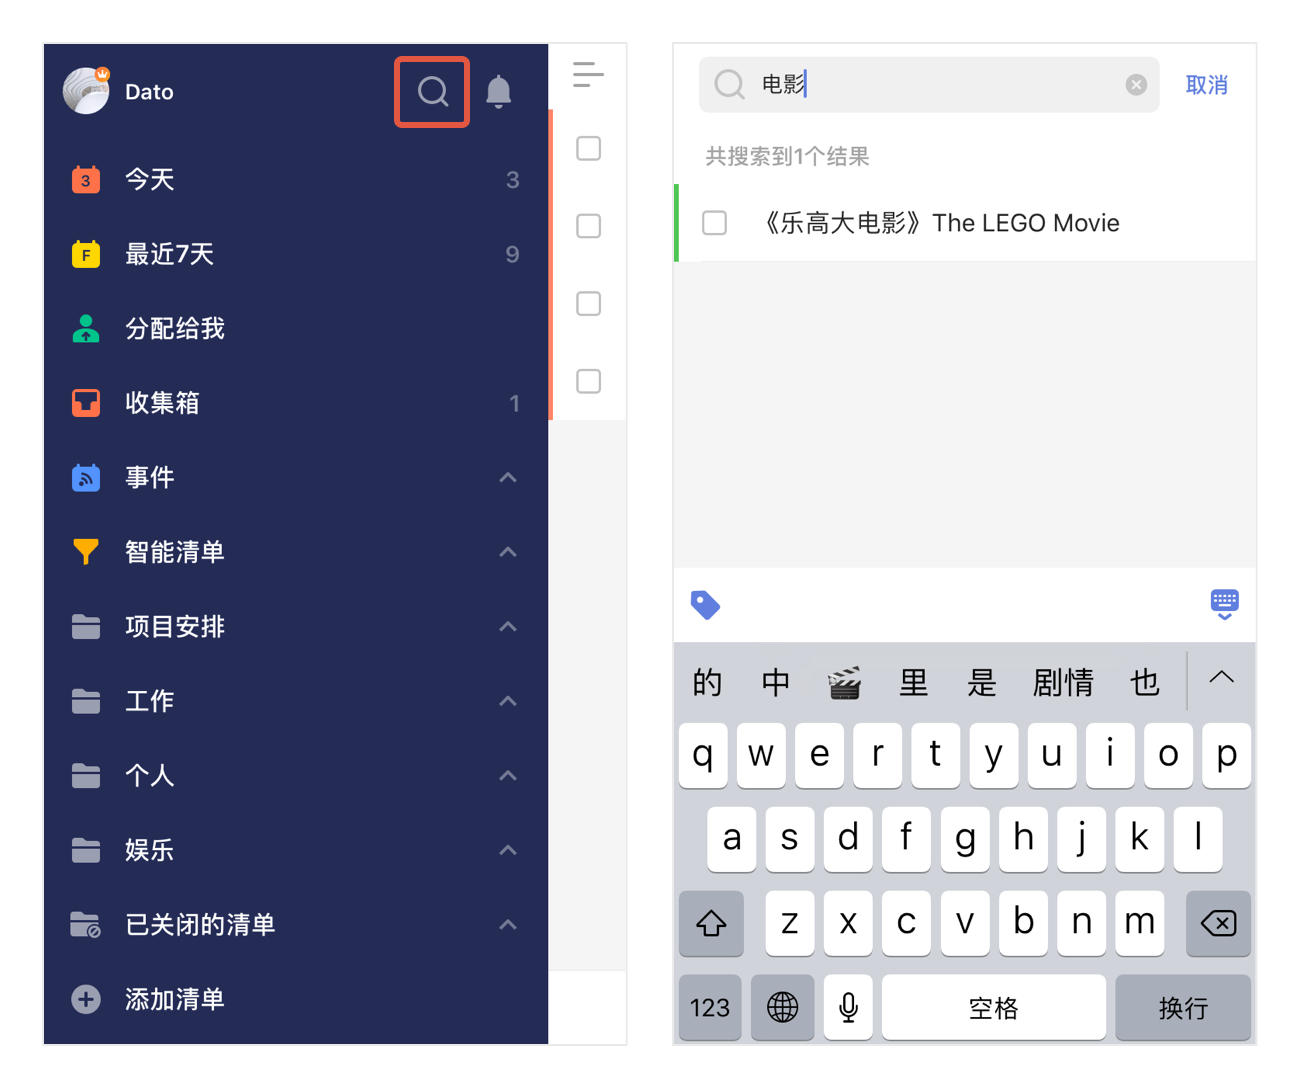 Dato
3 今天 3
F 最近7天 9
分配给我
收集箱 1
事件
智能清单
项目安排
工作
个人
娱乐
已关闭的清单
添加清单
电影 取消
共搜索到1个结果
《乐高大电影》The LEGO Movie
的 中 🎬 里 是 剧情 也
q w e r t y u i o p
a s d f g h j k l
z x c v b n m
123 空格 换行